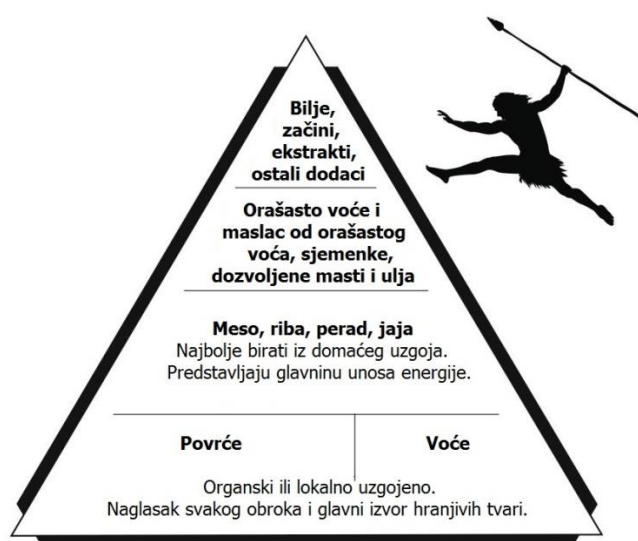 Bilje,
začini,
ekstrakti,
ostali dodaci
Orašasto voće i
maslac od orašastog
voća, sjemenke,
dozvoljene masti i ulja
Meso, riba, perad, jaja
Najbolje birati iz domaćeg uzgoja.
Predstavljaju glavninu unosa energije.
Povrće
Voće
Organski ili lokalno uzgojeno.
Naglasak svakog obroka i glavni izvor hranjivih tvari.